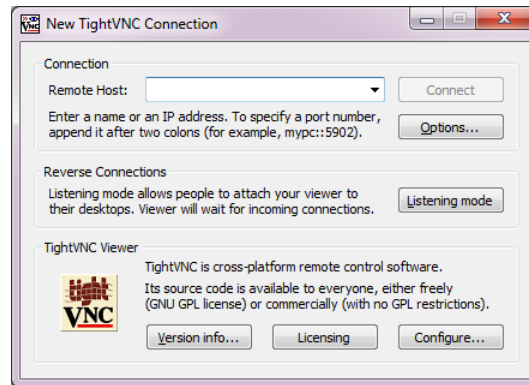 New TightVNC Connection
Connection
Remote Host:
Connect
Enter a name or an IP address. To specify a port number,
append it after two colons (for example, mypc::5902).
Options...
Reverse Connections
Listening mode allows people to attach your viewer to
their desktops. Viewer will wait for incoming connections.
Listening mode
TightVNC Viewer
TightVNC is cross-platform remote control software.
Its source code is available to everyone, either freely
(GNU GPL license) or commercially (with no GPL restrictions).
tight
VNC
Version info...
Licensing
Configure...